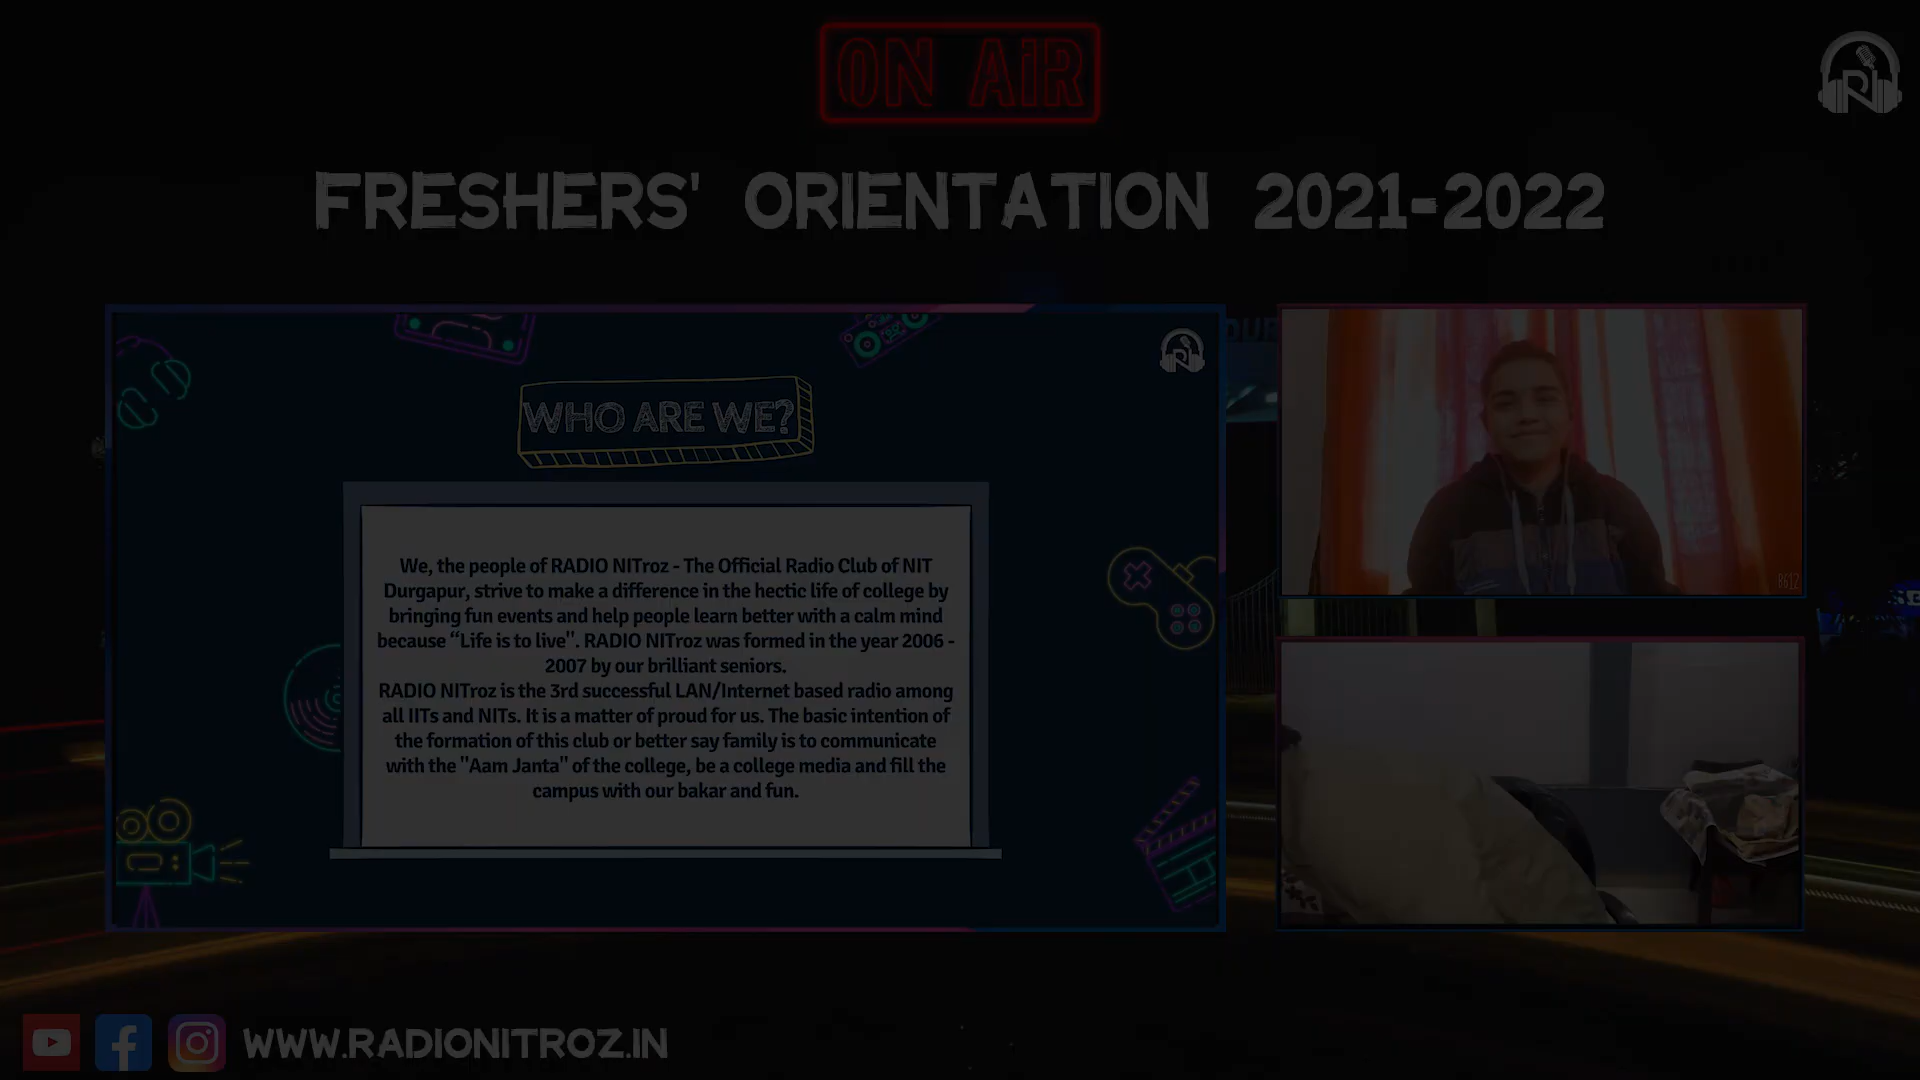 ON AIR
FRESHERS' ORIENTATION 2021-2022
WHO ARE WE?
We, the people of RADIO NITroz - The Official Radio Club of NIT
Durgapur, strive to make a difference in the hectic life of college by
bringing fun events and help people learn better with a calm mind
because “Life is to live". RADIO NITroz was formed in the year 2006 -
2007 by our brilliant seniors.
RADIO NITroz is the 3rd successful LAN/Internet based radio among
all IITs and NITs. It is a matter of proud for us. The basic intention of
the formation of this club or better say family is to communicate
with the "Aam Janta" of the college, be a college media and fill the
campus with our bakar and fun.
B612
WWW.RADIONITROZ.IN